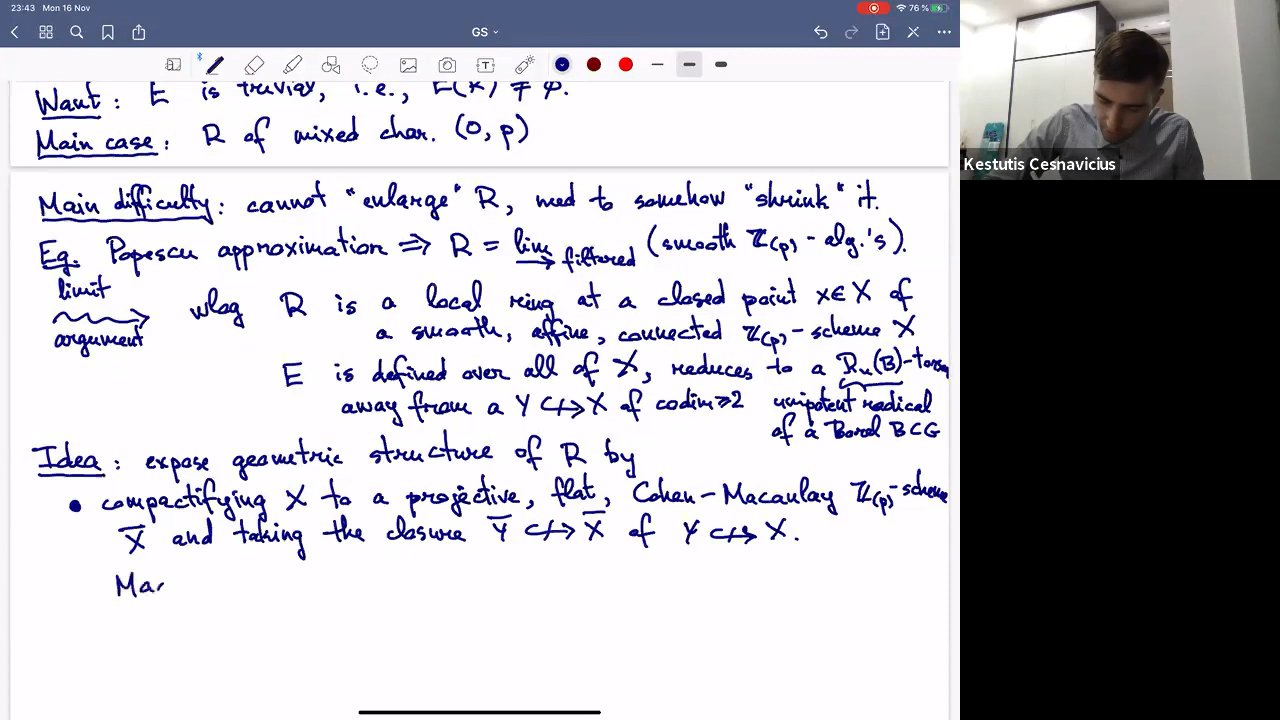 23:43 Mon 16 Nov
76 %
GS
Want : E is trivial, i.e., E(K) ≠ ∅.
Main case : R of mixed char. (0, p)
Main difficulty : cannot "enlarge" R, need to somehow "shrink" it.
Eg. Popescu approximation ⇒ R = lim→ filtered (smooth ℤ(p) - alg.'s).
limit argument ⇝ wlog R is a local ring at a closed point x ∈ X of
a smooth, affine, connected ℤ(p) - scheme X
E is defined over all of X, reduces to a Ru(B) - torso
away from a Y ↪ X of codim ≥ 2 unipotent radical
of a Borel B ⊂ G
Idea : expose geometric structure of R by
• compactifying X to a projective, flat, Cohen - Macaulay ℤ(p) - scheme
X̅ and taking the closure Y̅ ↪ X̅ of Y ↪ X.
Ma
Kestutis Cesnavicius